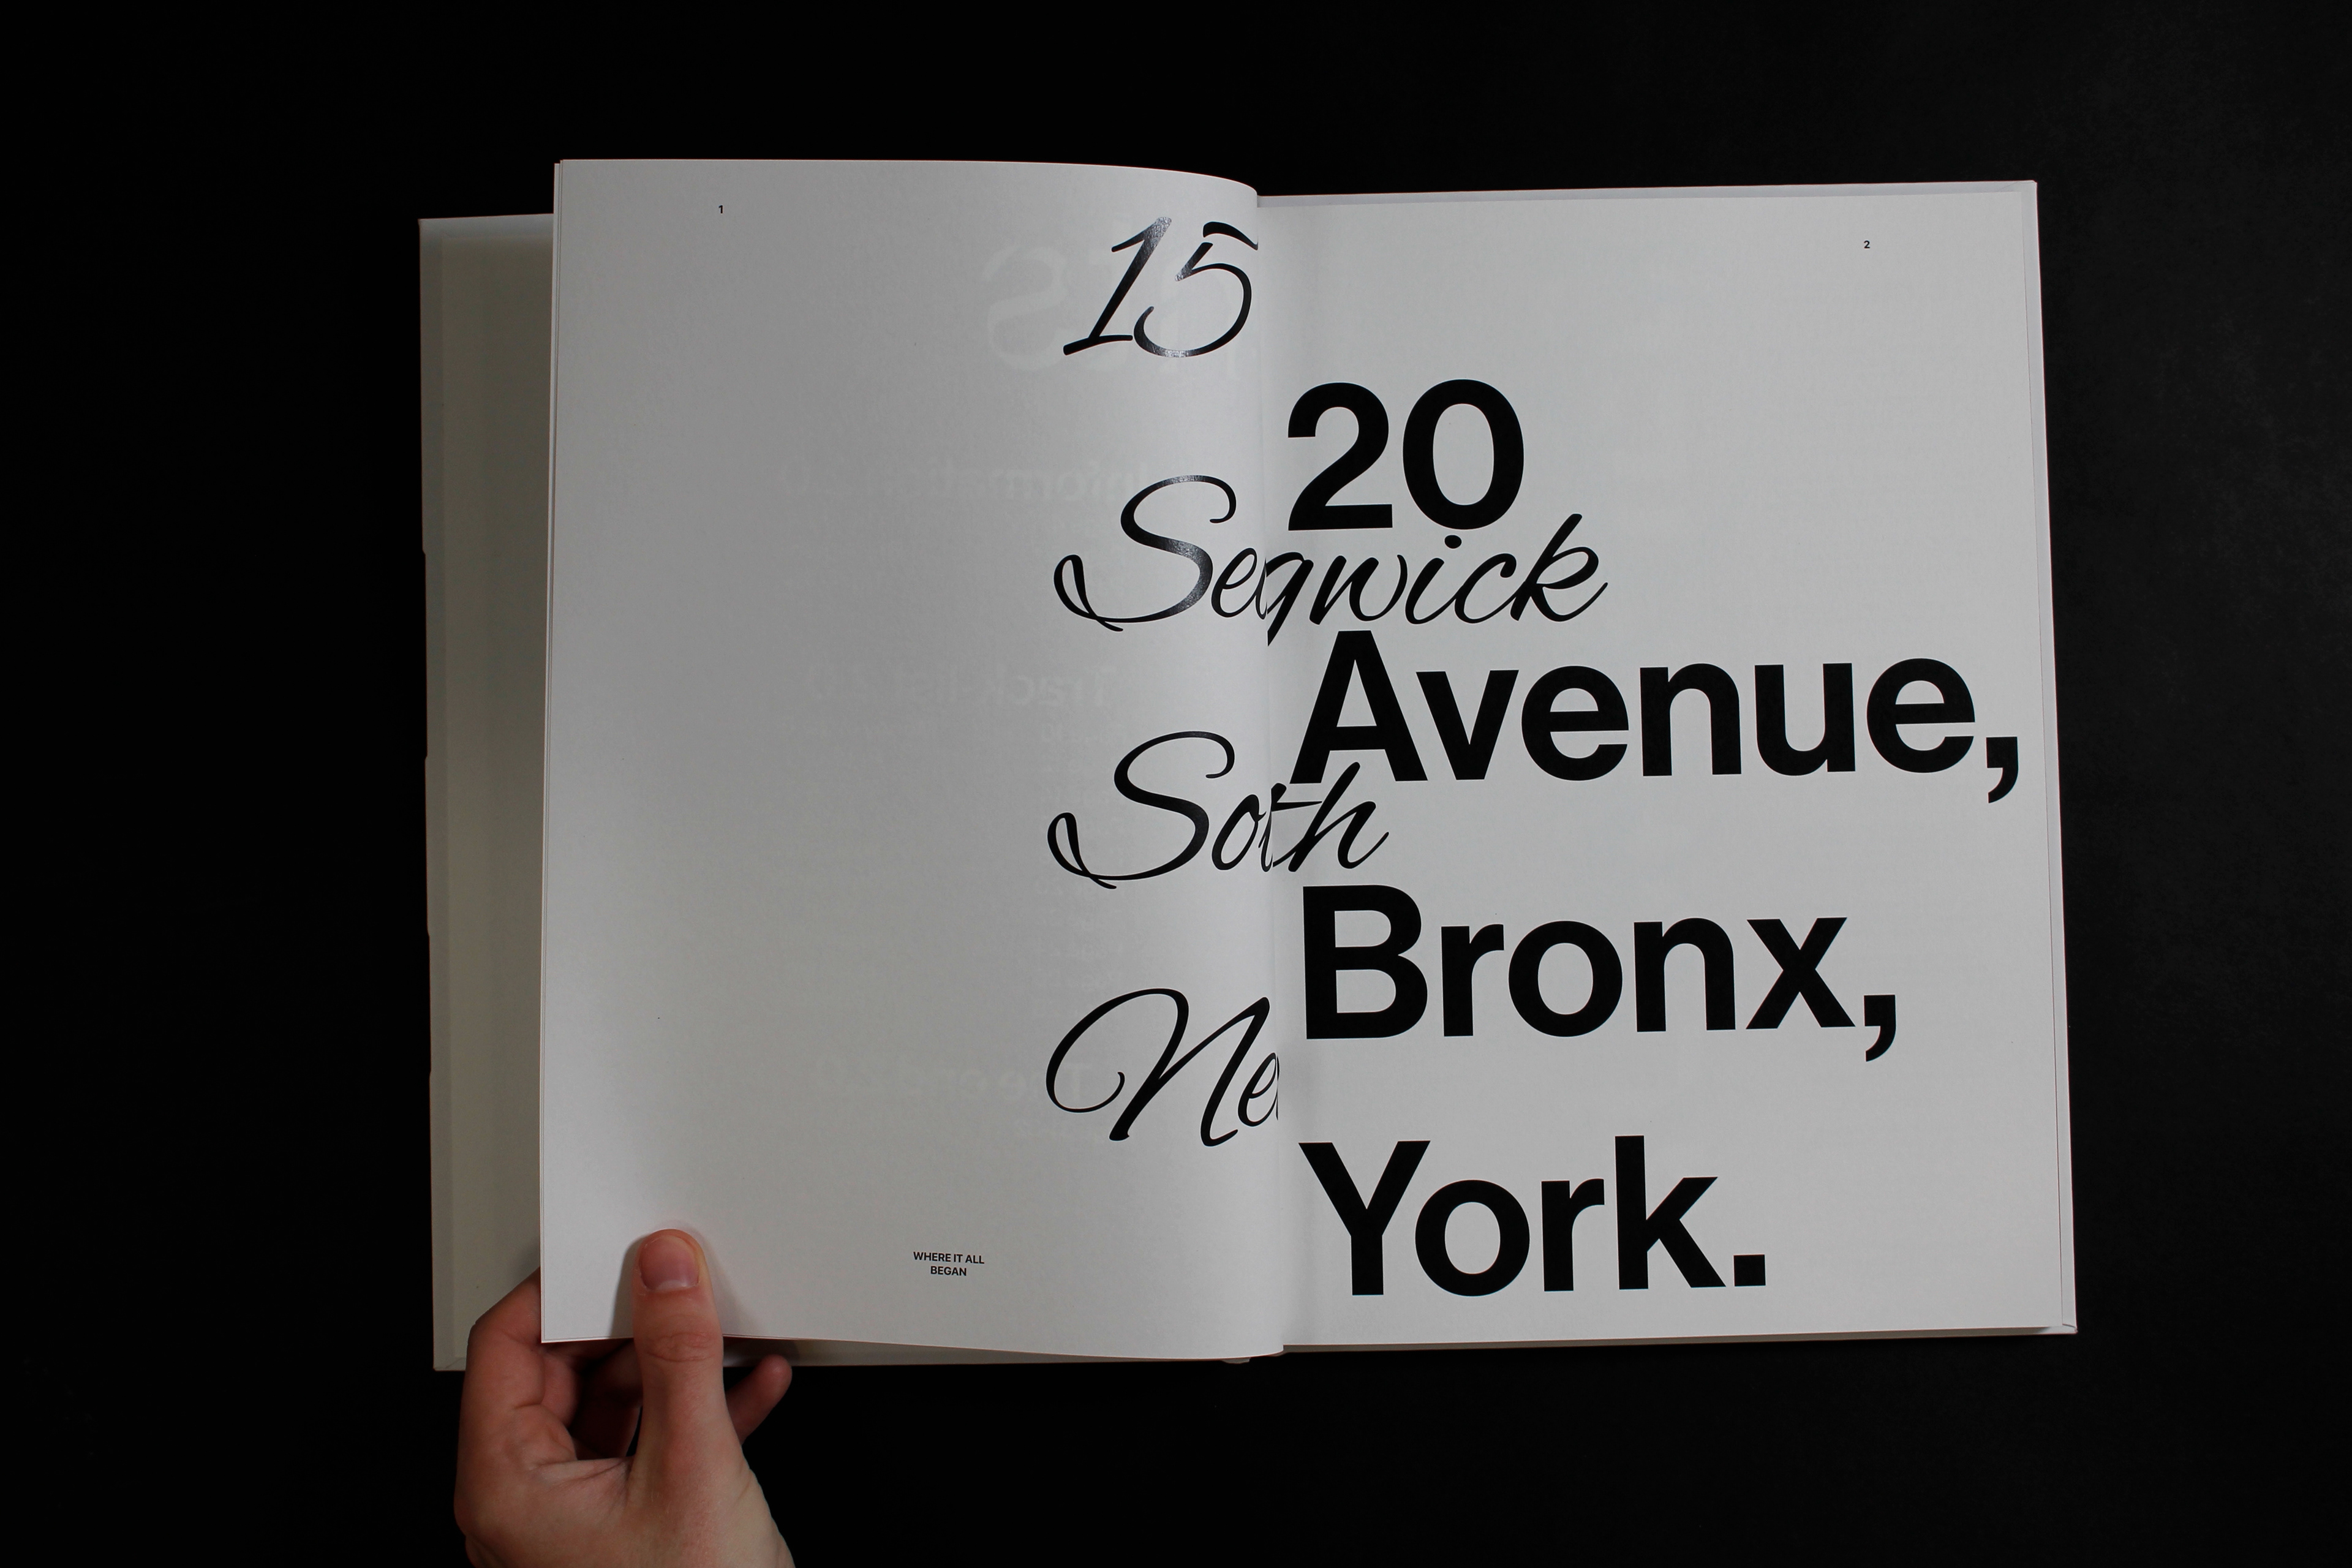 1
2
15
20
Segwick
Avenue,
Soth
Bronx,
Ne
York.
WHERE IT ALL
BEGAN